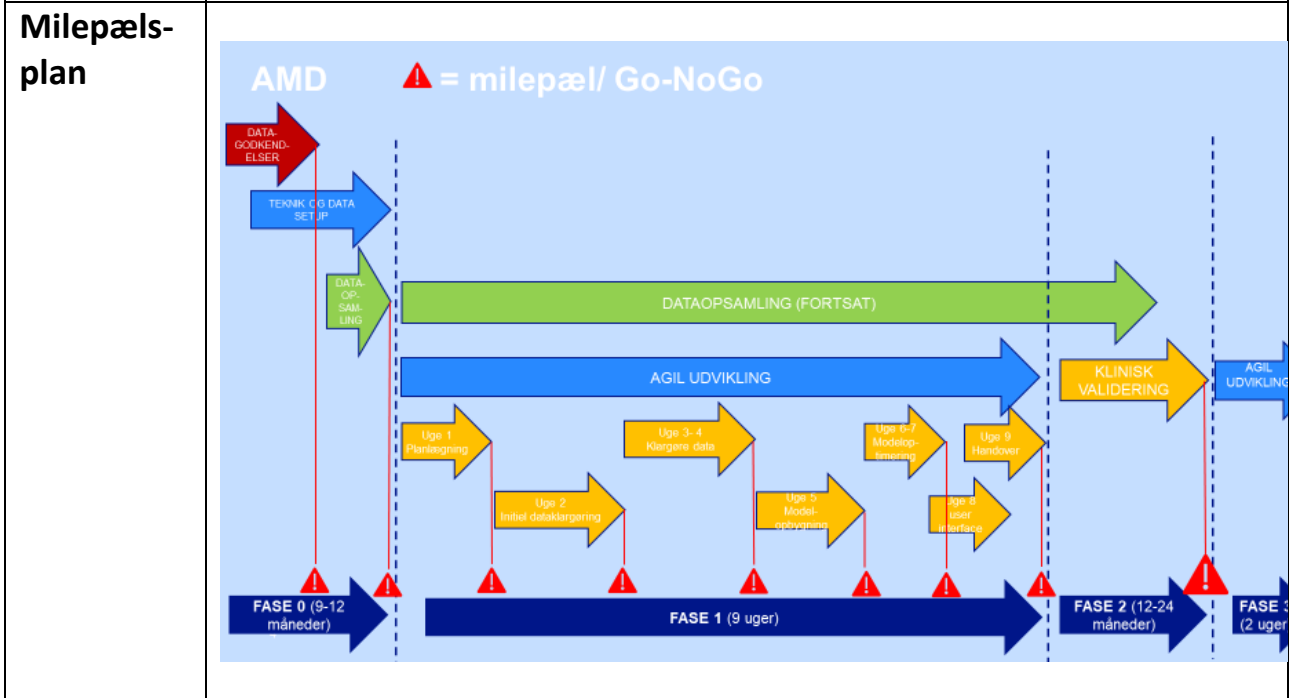 Milepæls-
plan
AMD
= milepæl/ Go-NoGo
DATA-
GODKEND-
ELSER
TEKNIK OG DATA
SETUP
DATA-
OP-
SAM-
LING
DATAOPSAMLING (FORTSAT)
AGIL UDVIKLING
KLINISK
VALIDERING
AGIL
UDVIKLING
Uge 1
Planlægning
Uge 2
Initiel dataklargøring
Uge 3- 4
Klargøre data
Uge 5
Model-
opbygning
Uge 6-7
Modelop-
timering
Uge 8
user
interface
Uge 9
Handover
FASE 0 (9-12
måneder)
FASE 1 (9 uger)
FASE 2 (12-24
måneder)
FASE 3
(2 uger